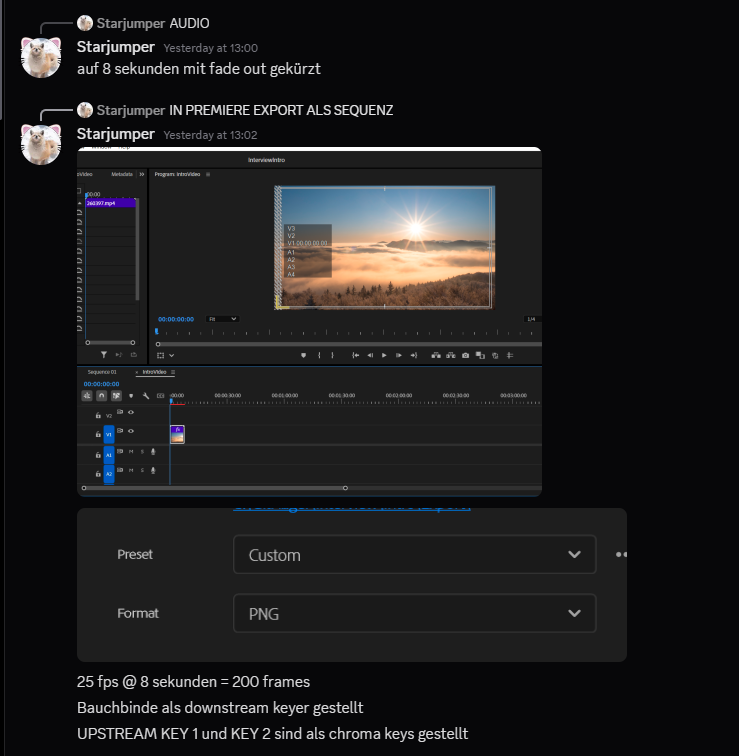 Starjumper AUDIO
Starjumper Yesterday at 13:00
auf 8 sekunden mit fade out gekürzt
Starjumper IN PREMIERE EXPORT ALS SEQUENZ
Starjumper Yesterday at 13:02
InterviewIntro
Metadata Program: IntroVideo
00:00
260397.mp4
V3
V2
V1 00:00:00:00
A1
A2
A3
A4
00:00:00:00 Fit 1/4
Sequence 01 IntroVideo
00:00:00:00
:00:00 00:00:30:00 00:01:00:00 00:01:30:00 00:02:00:00 00:02:30:00 00:03:00:00
V2
V1 fx
A1 M S
A2 M S
Preset Custom
Format PNG
25 fps @ 8 sekunden = 200 frames
Bauchbinde als downstream keyer gestellt
UPSTREAM KEY 1 und KEY 2 sind als chroma keys gestellt